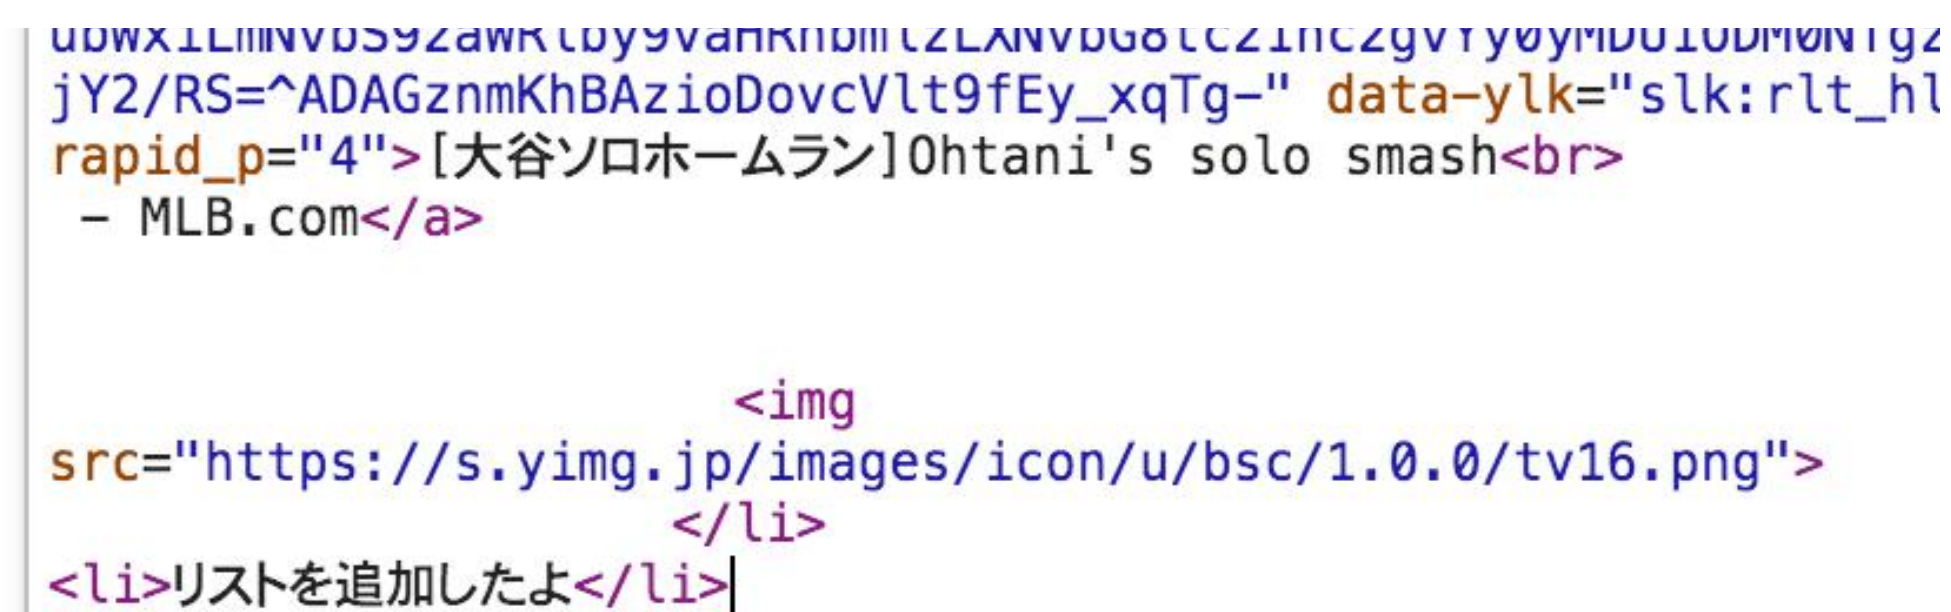 jY2/RS=^ADAGznmKhBAzioDovcVlt9fEy_xqTg-" data-ylk="slk:rlt_hl
rapid_p="4">[大谷ソロホームラン]Ohtani's solo smash<br>
- MLB.com</a>
<img
src="https://s.yimg.jp/images/icon/u/bsc/1.0.0/tv16.png">
</li>
<li>リストを追加したよ</li>